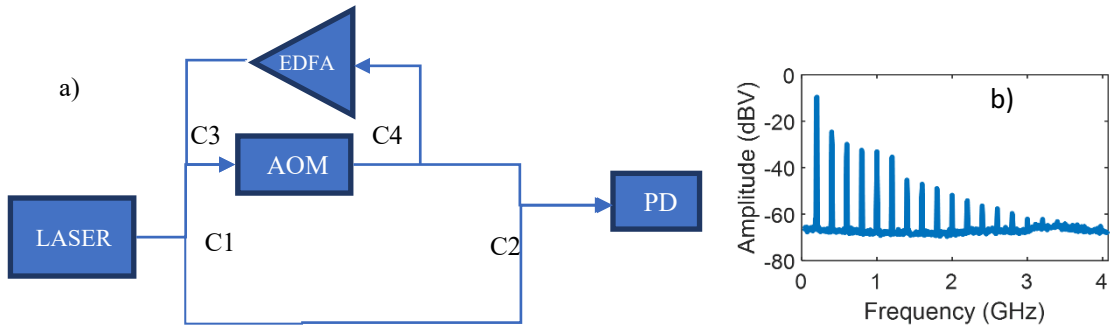 a)
EDFA
C3
C4
AOM
LASER
C1
C2
PD
b)
Amplitude (dBV)
0
-20
-40
-60
-80
0
1
2
3
4
Frequency (GHz)